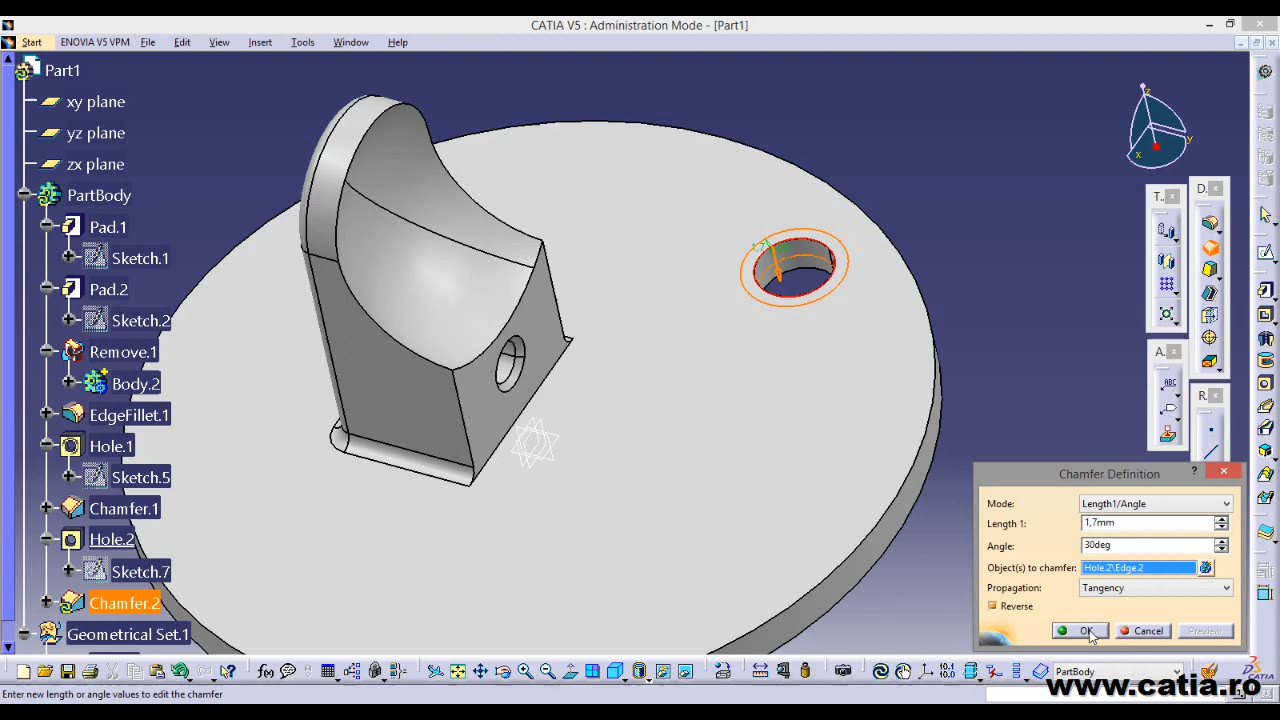 CATIA V5 : Administration Mode - [Part1]
Start ENOVIA V5 VPM File Edit View Insert Tools Window Help
Part1
xy plane
yz plane
zx plane
PartBody
Pad.1
Sketch.1
Pad.2
Sketch.2
Remove.1
Body.2
EdgeFillet.1
Hole.1
Sketch.5
Chamfer.1
Hole.2
Sketch.7
Chamfer.2
Geometrical Set.1
z
y
x
T..
D.
A.
R.
ABC
Chamfer Definition ?
Mode: Length1/Angle
Length 1: 1,7mm
Angle: 30deg
Object(s) to chamfer: Hole.2\Edge.2
Propagation: Tangency
Reverse
OK Cancel Preview
f(x)
10.1
PartBody
CATIA
Enter new length or angle values to edit the chamfer
www.catia.ro